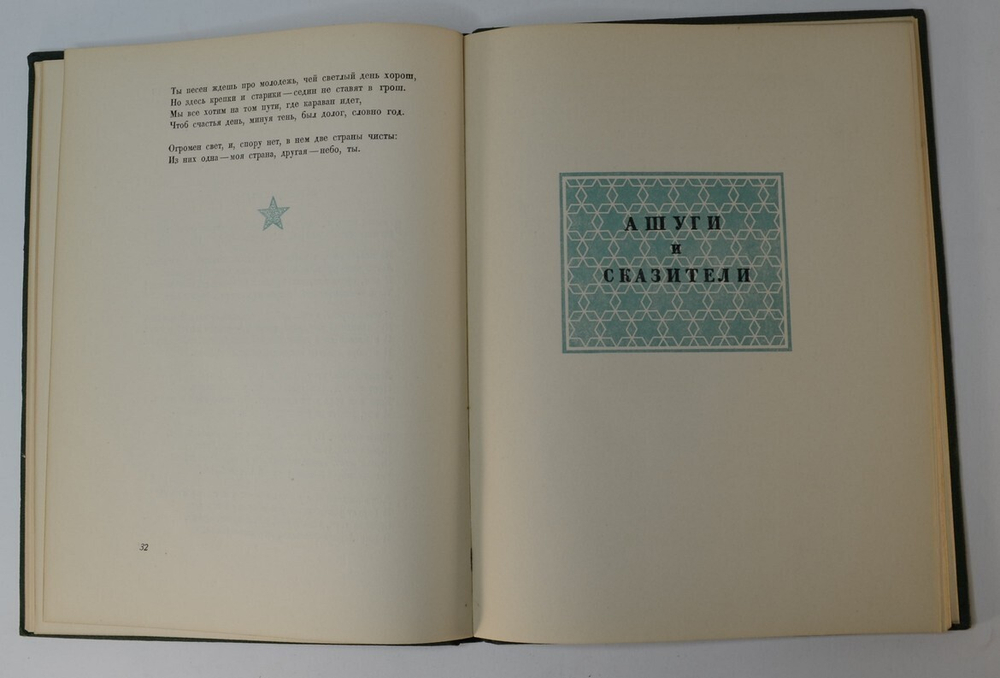 Ты песен ждешь про молодежь, чей светлый день хорош,
Но здесь крепки и старики — седин не ставят в грош.
Мы все хотим на том пути, где караван идет,
Чтоб счастья день, минуя тень, был долог, словно год.
Огромен свет, и, спору нет, в нем две страны чисты:
Из них одна — моя страна, другая — небо, ты.
32
АШУГИ
и
СКАЗИТЕЛИ